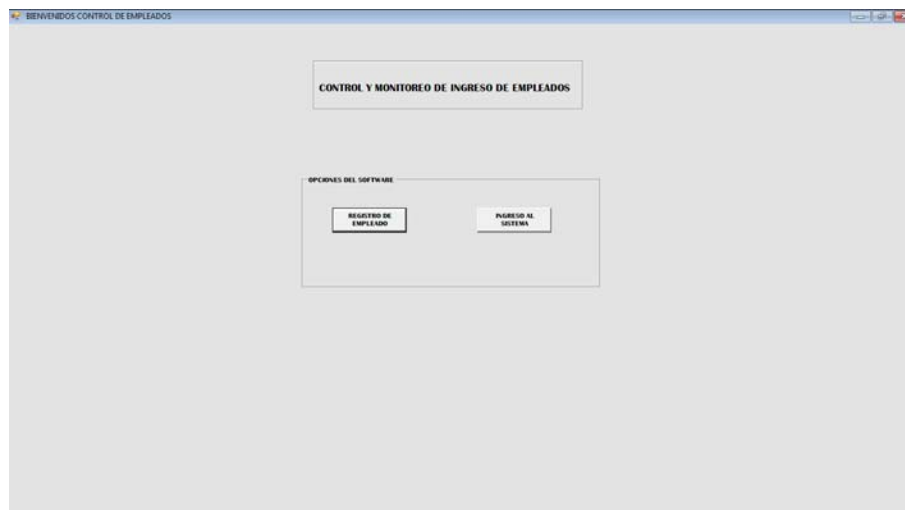 BIENVENIDOS CONTROL DE EMPLEADOS
CONTROL Y MONITOREO DE INGRESO DE EMPLEADOS
OPCIONES DEL SOFTWARE
REGISTRO DE
EMPLEADO
INGRESO AL
SISTEMA